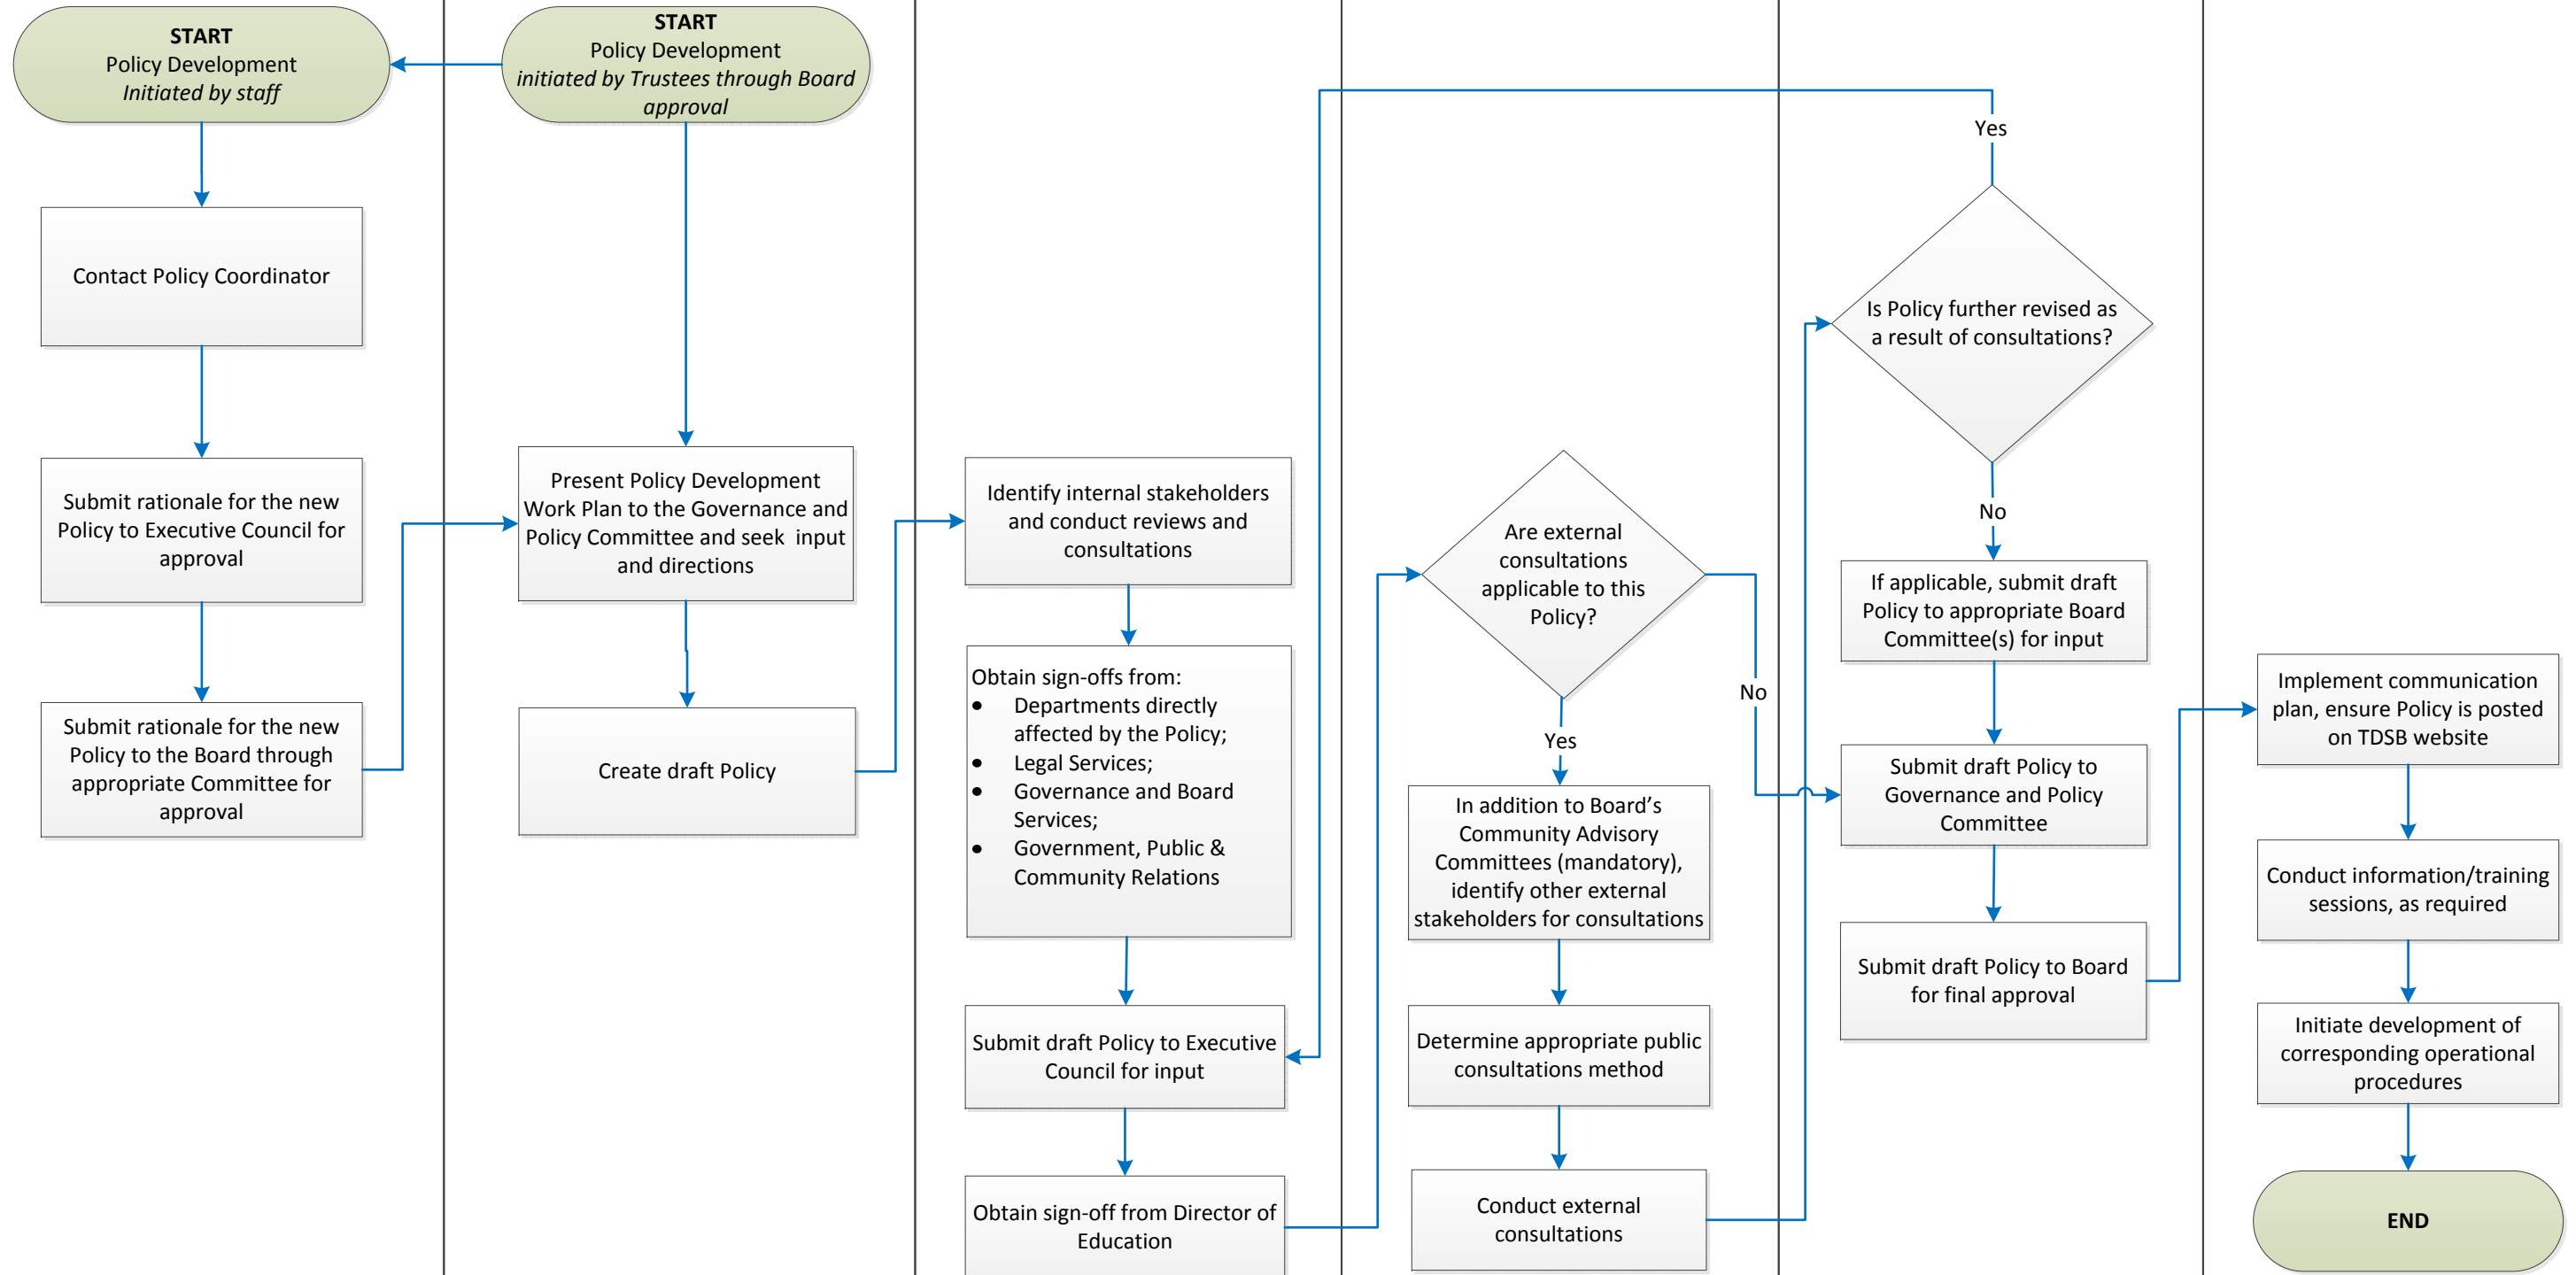 START
Policy Development
Initiated by staff
Contact Policy Coordinator
Submit rationale for the new
Policy to Executive Council for
approval
Submit rationale for the new
Policy to the Board through
appropriate Committee for
approval
START
Policy Development
initiated by Trustees through Board
approval
Present Policy Development
Work Plan to the Governance and
Policy Committee and seek  input
and directions
Create draft Policy
Identify internal stakeholders
and conduct reviews and
consultations
Obtain sign-offs from:
• Departments directly
affected by the Policy;
• Legal Services;
• Governance and Board
Services;
• Government, Public &
Community Relations
Submit draft Policy to Executive
Council for input
Obtain sign-off from Director of
Education
Are external
consultations
applicable to this
Policy?
No
Yes
In addition to Board’s
Community Advisory
Committees (mandatory),
identify other external
stakeholders for consultations
Determine appropriate public
consultations method
Conduct external
consultations
Yes
Is Policy further revised as
a result of consultations?
No
If applicable, submit draft
Policy to appropriate Board
Committee(s) for input
Submit draft Policy to
Governance and Policy
Committee
Submit draft Policy to Board
for final approval
Implement communication
plan, ensure Policy is posted
on TDSB website
Conduct information/training
sessions, as required
Initiate development of
corresponding operational
procedures
END